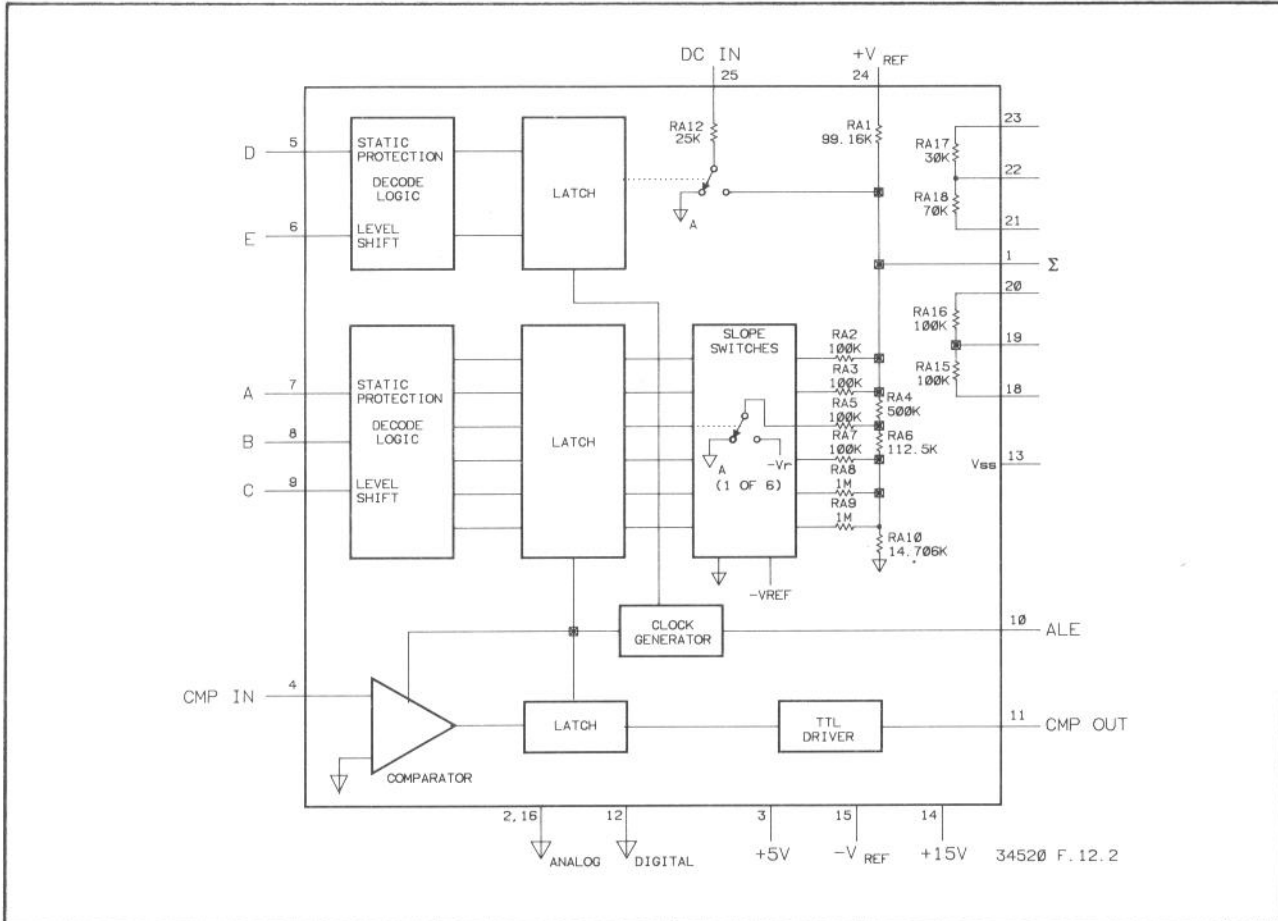 DC IN
+V REF
25
24
RA12
25K
RA1
99.16K
23
RA17
30K
22
RA18
70K
21
D
5
E
6
STATIC
PROTECTION
DECODE
LOGIC
LEVEL
SHIFT
LATCH
A
1
Σ
20
RA16
100K
19
RA15
100K
18
A
7
B
8
C
9
STATIC
PROTECTION
DECODE
LOGIC
LEVEL
SHIFT
LATCH
SLOPE
SWITCHES
A
-Vr
(1 OF 6)
RA2
100K
RA3
100K
RA5
100K
RA7
100K
RA8
1M
RA9
1M
RA4
500K
RA6
112.5K
RA10
14.706K
Vss
13
-VREF
CLOCK
GENERATOR
10
ALE
CMP IN
4
COMPARATOR
LATCH
TTL
DRIVER
11
CMP OUT
2,16
12
3
15
14
ANALOG
DIGITAL
+5V
-V REF
+15V
34520 F.12.2